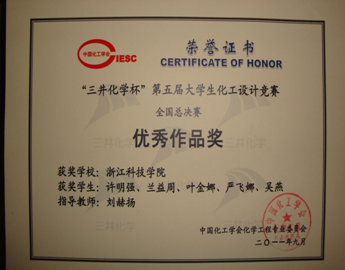 中国化工学会
CIESC
荣誉证书
CERTIFICATE OF HONOR
“三井化学杯”第五届大学生化工设计竞赛
全国总决赛
优秀作品奖
获奖学校：浙江科技学院
获奖学生：许明强、兰益周、叶金娜、严飞娜、吴燕
指导教师：刘赫扬
中国化工学会化学工程专业委员会
二〇一一年九月